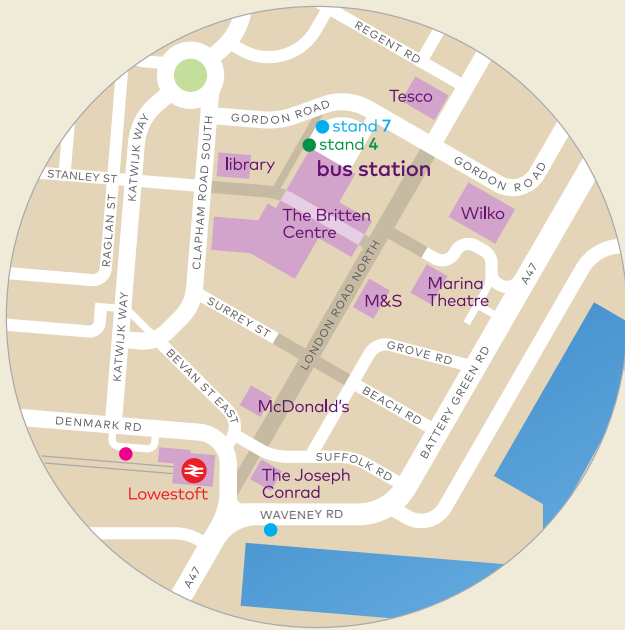 REGENT RD
Tesco
GORDON ROAD
stand 7
stand 4
bus station
library
GORDON ROAD
KATWIJK WAY
STANLEY ST
RAGLAN ST
CLAPHAM ROAD SOUTH
Wilko
The Britten
Centre
A47
Marina
Theatre
M&S
LONDON ROAD NORTH
SURREY ST
KATWIJK WAY
GROVE RD
BEVAN ST EAST
BEACH RD
BATTERY GREEN RD
McDonald's
DENMARK RD
SUFFOLK RD
The Joseph
Conrad
Lowestoft
WAVENEY RD
A47